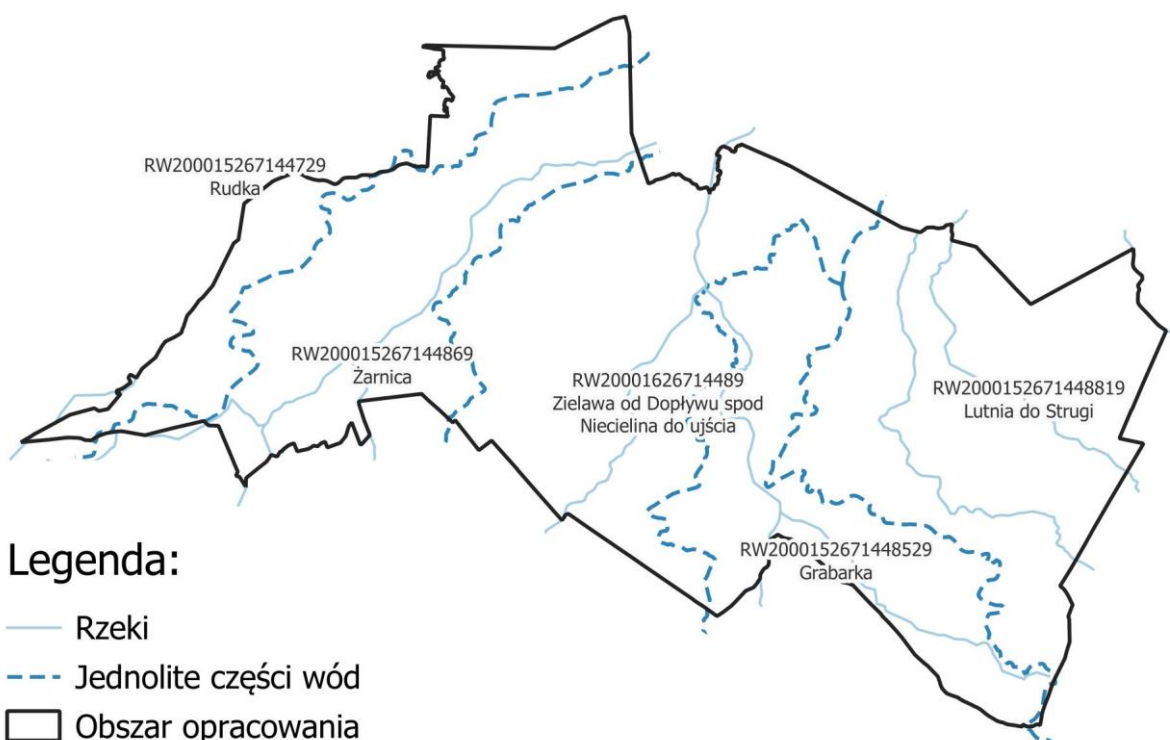 RW200015267144729
Rudka
RW200015267144869
Żarnica
RW20001626714489
Zielawa od Dopływu spod
Niecielina do ujścia
RW2000152671448819
Lutnia do Strugi
RW2000152671448529
Grabarka
Legenda:
Rzeki
Jednolite części wód
Obszar opracowania